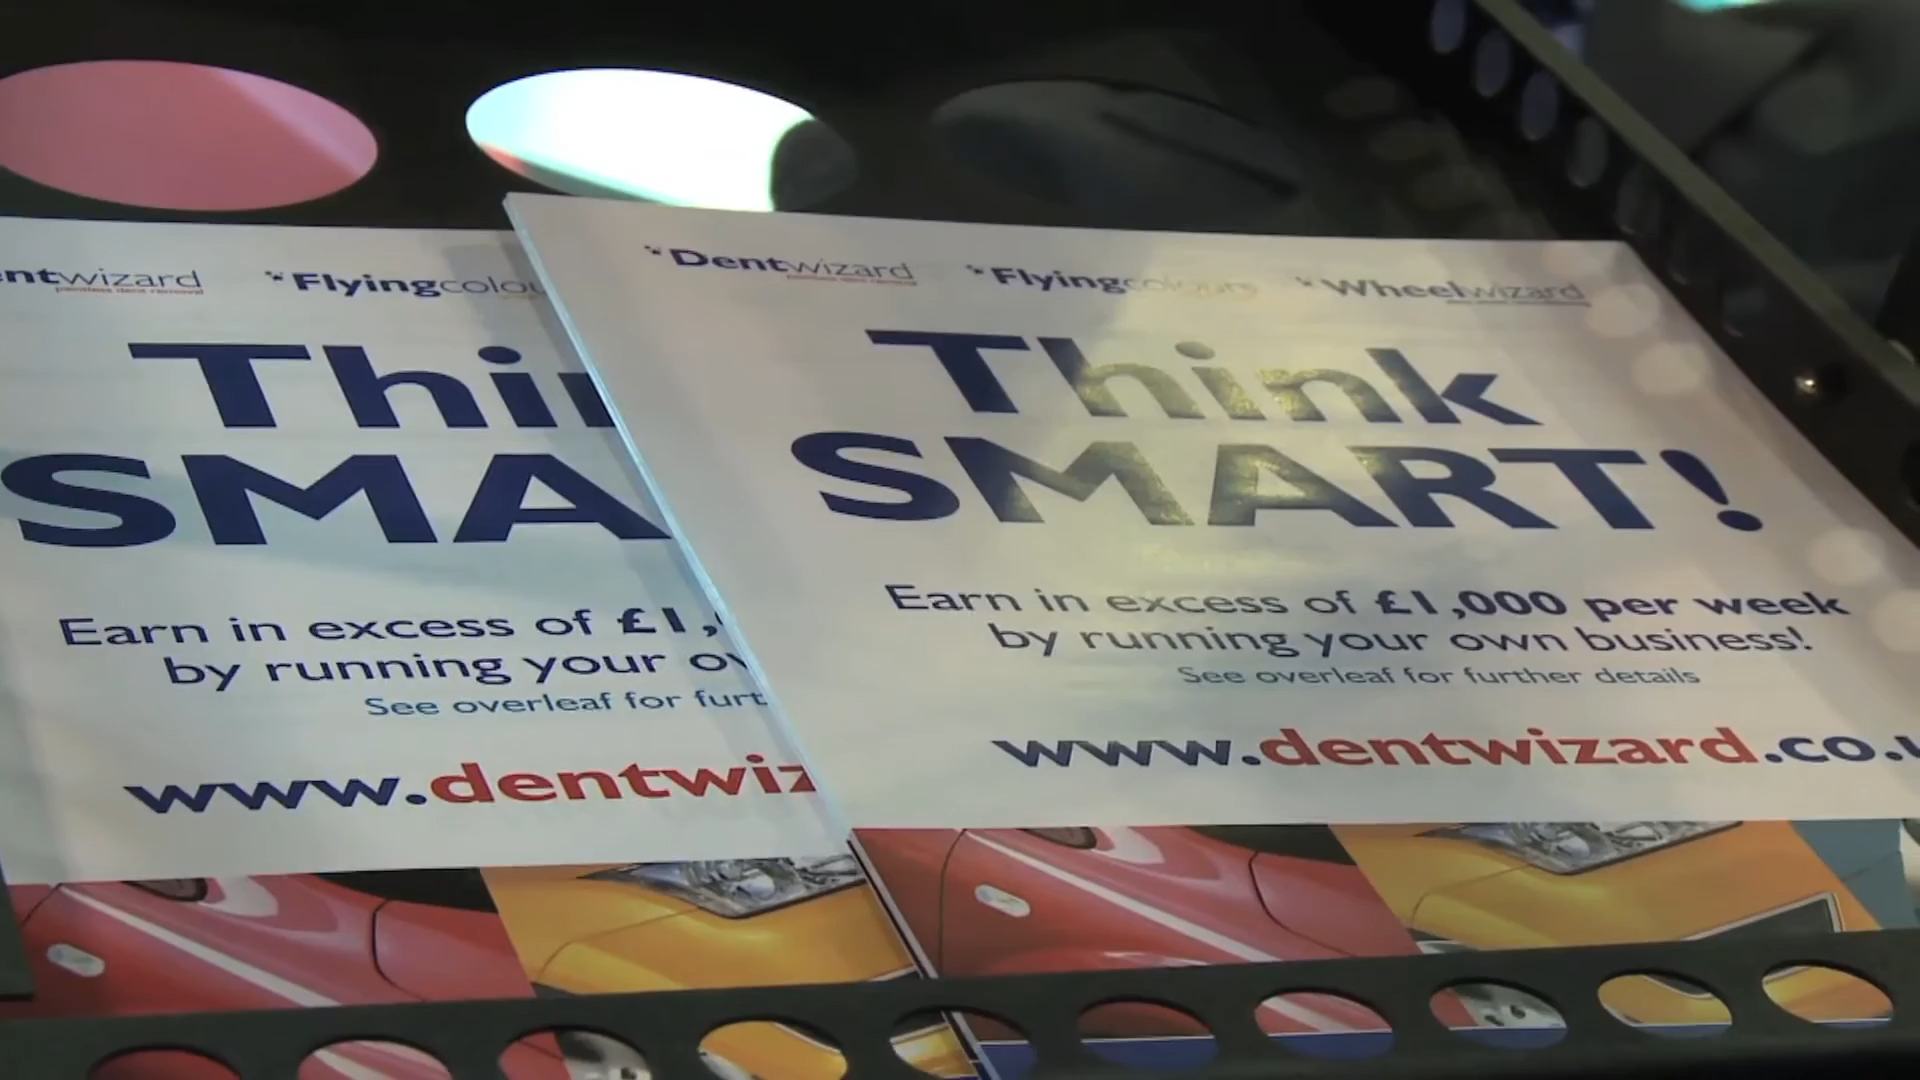 entwizard
Flyingcolou
Thin
SMA
Earn in excess of £1,
by running your ow
See overleaf for furt
www.dentwiz
Dentwizard
Flyingcolours
Wheelwizard
Think
SMART!
Earn in excess of £1,000 per week
by running your own business!
See overleaf for further details
www.dentwizard.co.u